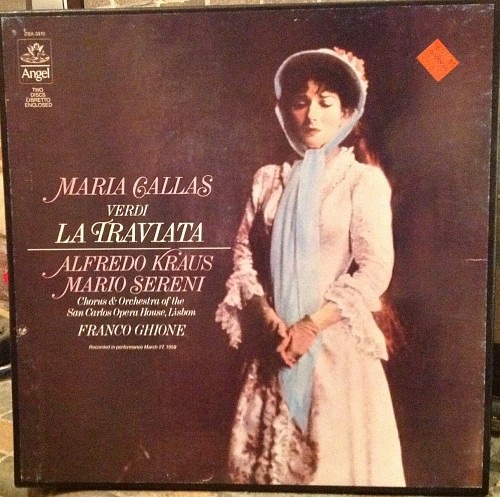 Angel
TWO
DISCS
LIBRETTO
ENCLOSED
MARIA CALLAS
VERDI
LA TRAVIATA
ALFREDO KRAUS
MARIO SERENI
Chorus & Orchestra of the
San Carlos Opera House, Lisbon
FRANCO GHIONE
Recorded in performance March 27, 1958